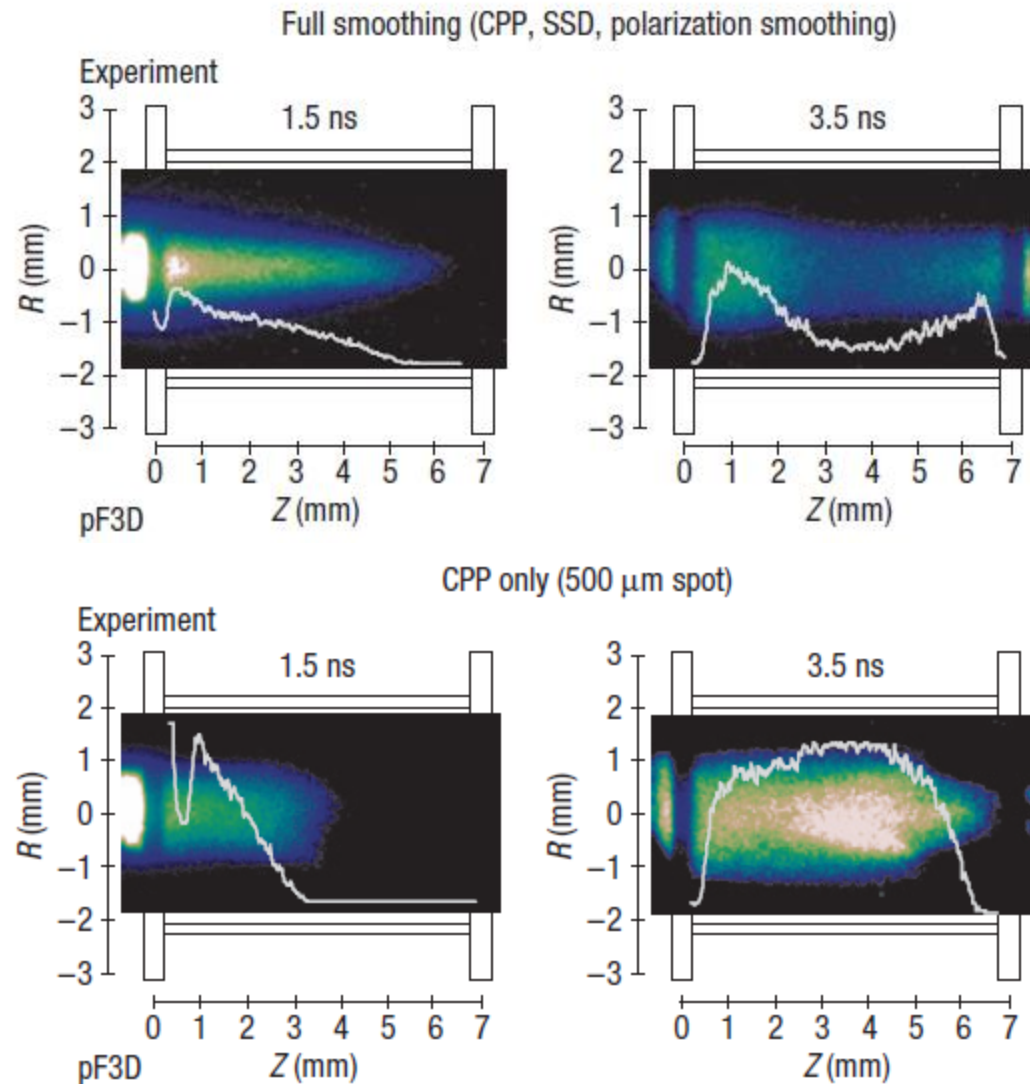 Full smoothing (CPP, SSD, polarization smoothing)
Experiment
1.5 ns
3.5 ns
3
2
1
0
−1
−2
−3
R (mm)
3
2
1
0
−1
−2
−3
R (mm)
0 1 2 3 4 5 6 7
0 1 2 3 4 5 6 7
Z (mm)
Z (mm)
pF3D
CPP only (500 μm spot)
Experiment
1.5 ns
3.5 ns
3
2
1
0
−1
−2
−3
R (mm)
3
2
1
0
−1
−2
−3
R (mm)
0 1 2 3 4 5 6 7
0 1 2 3 4 5 6 7
Z (mm)
Z (mm)
pF3D